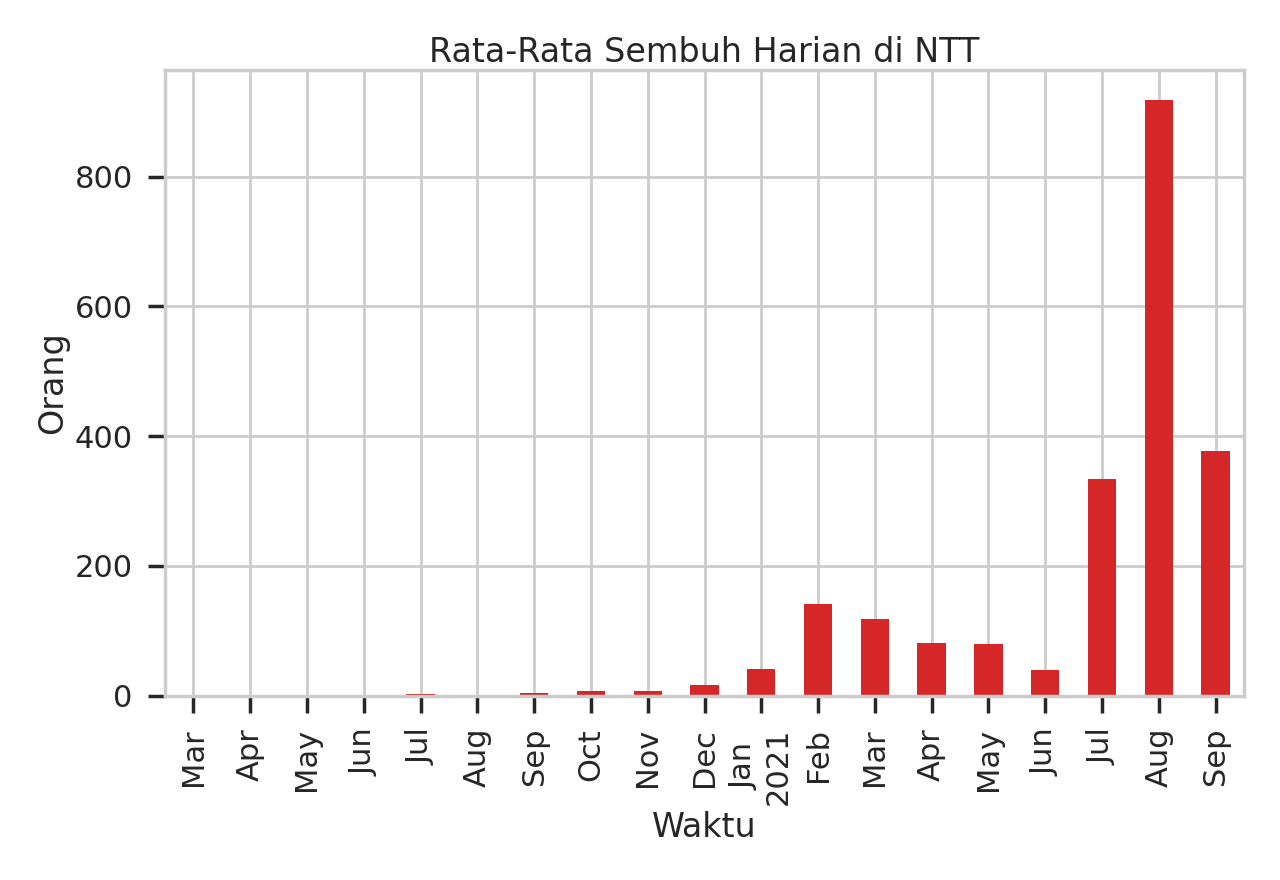 Rata-Rata Sembuh Harian di NTT
Orang
800
600
400
200
0
Mar
Apr
May
Jun
Jul
Aug
Sep
Oct
Nov
Dec
Jan
2021
Feb
Mar
Apr
May
Jun
Jul
Aug
Sep
Waktu